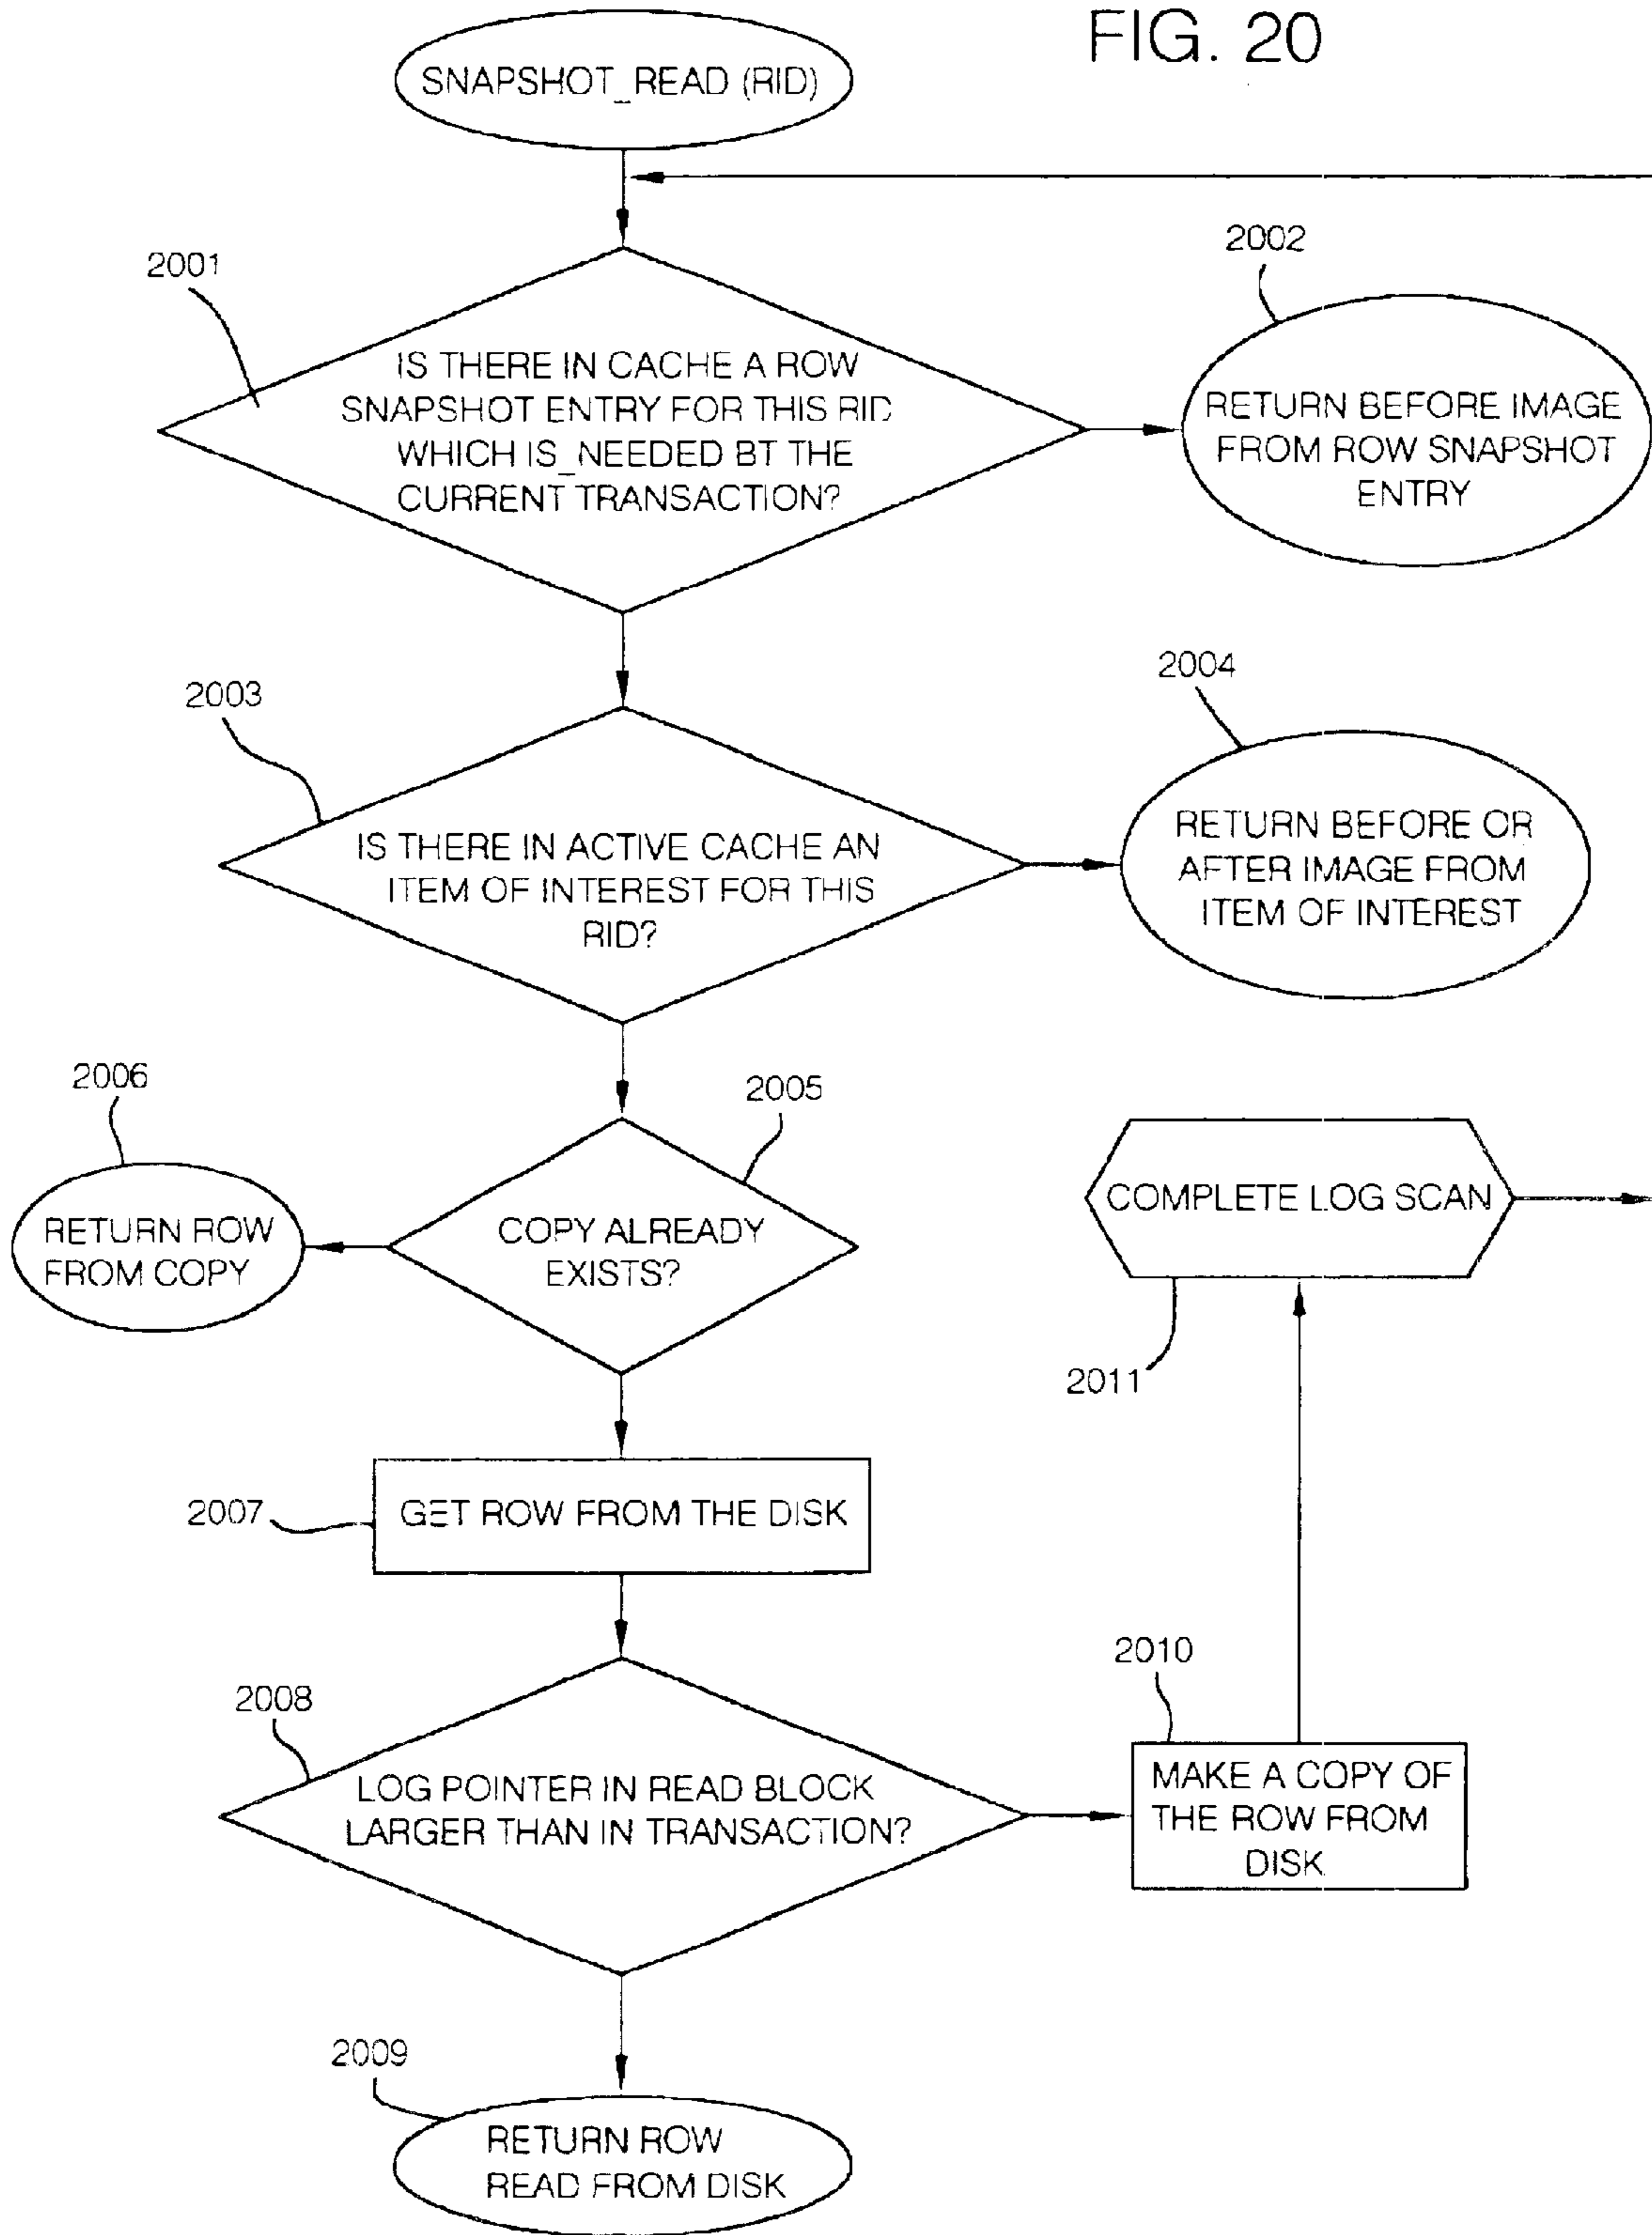 FIG. 20
SNAPSHOT_READ (RID)
2001
IS THERE IN CACHE A ROW
SNAPSHOT ENTRY FOR THIS RID
WHICH IS_NEEDED BT THE
CURRENT TRANSACTION?
2002
RETURN BEFORE IMAGE
FROM ROW SNAPSHOT
ENTRY
2003
IS THERE IN ACTIVE CACHE AN
ITEM OF INTEREST FOR THIS
RID?
2004
RETURN BEFORE OR
AFTER IMAGE FROM
ITEM OF INTEREST
2006
RETURN ROW
FROM COPY
2005
COPY ALREADY
EXISTS?
COMPLETE LOG SCAN
2011
2007
GET ROW FROM THE DISK
2008
LOG POINTER IN READ BLOCK
LARGER THAN IN TRANSACTION?
2010
MAKE A COPY OF
THE ROW FROM
DISK
2009
RETURN ROW
READ FROM DISK